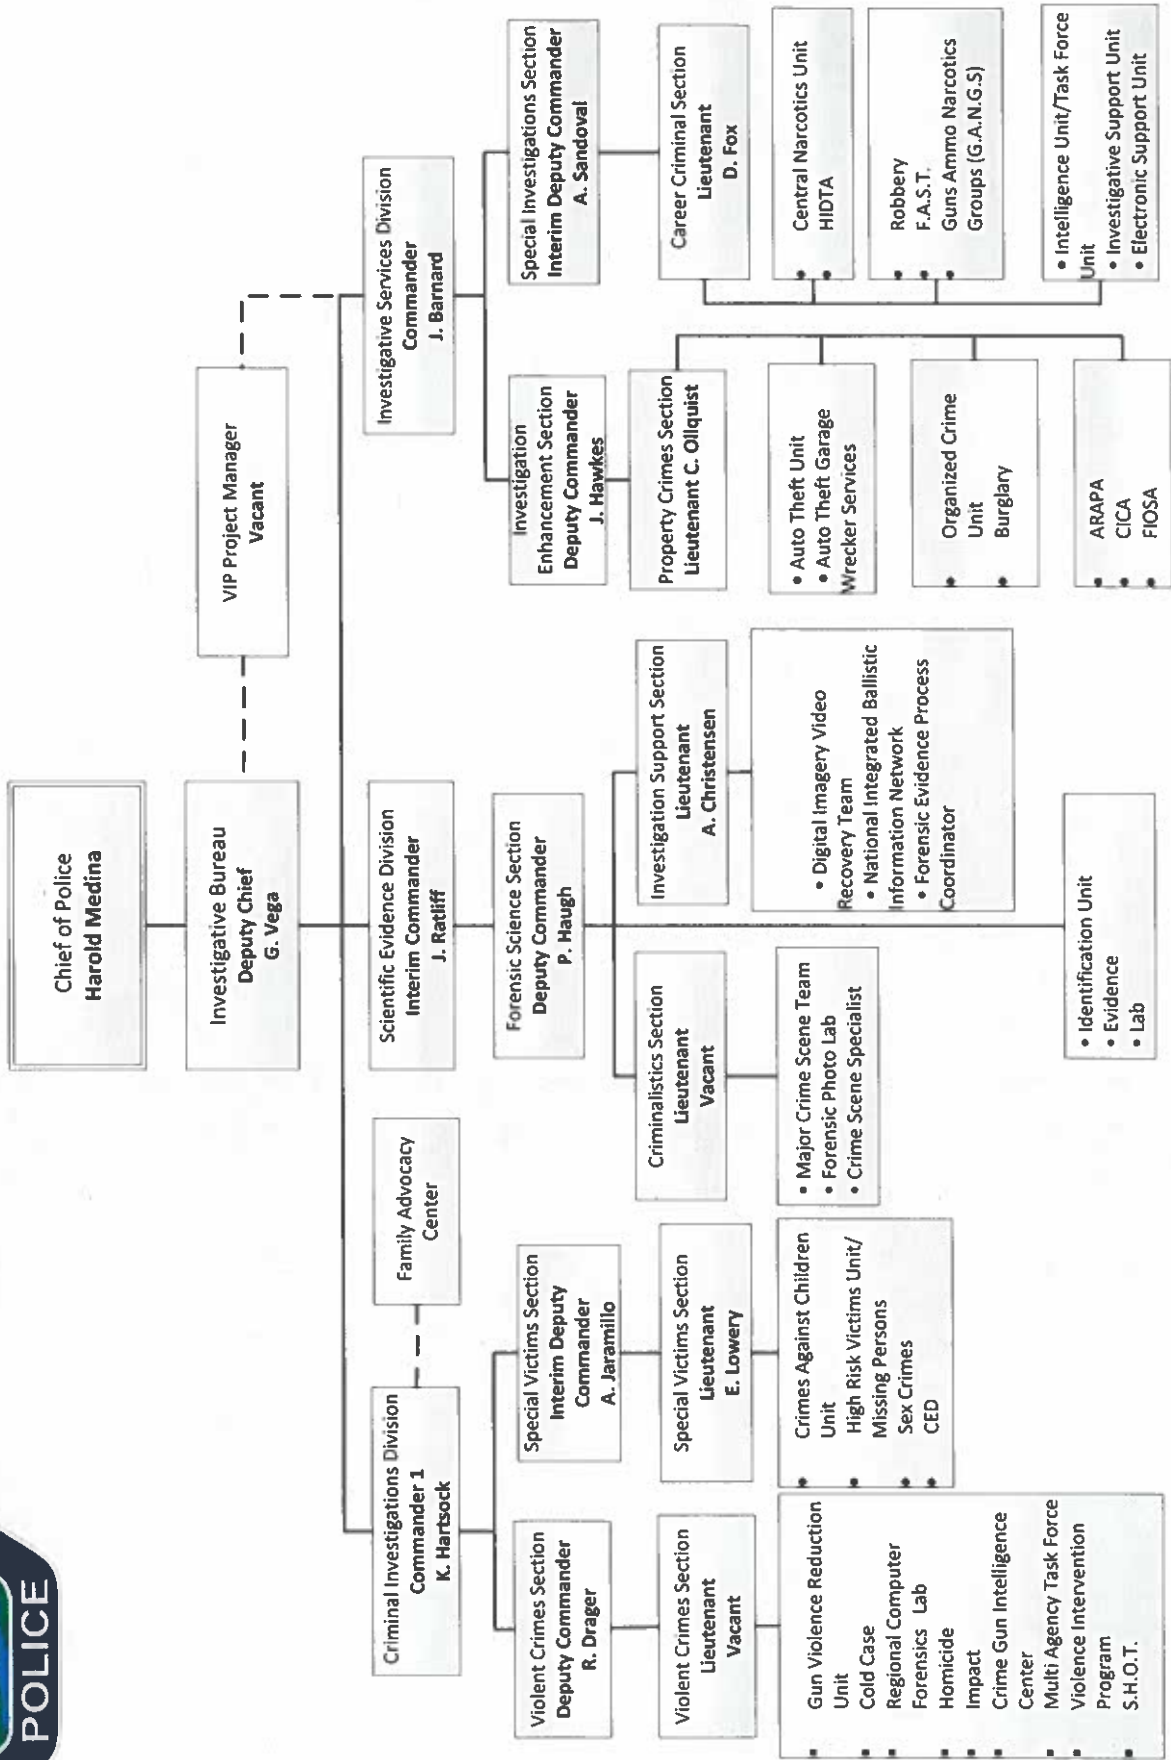 POLICE
Chief of Police
Harold Medina
Investigative Bureau
Deputy Chief
G. Vega
VIP Project Manager
Vacant
Criminal Investigations Division
Commander 1
K. Hartsock
Family Advocacy
Center
Scientific Evidence Division
Interim Commander
J. Ratliff
Investigative Services Division
Commander
J. Barnard
Violent Crimes Section
Deputy Commander
R. Drager
Special Victims Section
Interim Deputy
Commander
A. Jaramillo
Forensic Science Section
Deputy Commander
P. Haugh
Investigation
Enhancement Section
Deputy Commander
J. Hawkes
Special Investigations Section
Interim Deputy Commander
A. Sandoval
Violent Crimes Section
Lieutenant
Vacant
Special Victims Section
Lieutenant
E. Lowery
Criminalistics Section
Lieutenant
Vacant
Investigation Support Section
Lieutenant
A. Christensen
Property Crimes Section
Lieutenant C. Ollquist
Career Criminal Section
Lieutenant
D. Fox
Gun Violence Reduction
Unit
Cold Case
Regional Computer
Forensics Lab
Homicide
Impact
Crime Gun Intelligence
Center
Multi Agency Task Force
Violence Intervention
Program
S.H.O.T.
Crimes Against Children
Unit
High Risk Victims Unit/
Missing Persons
Sex Crimes
CED
• Major Crime Scene Team
• Forensic Photo Lab
• Crime Scene Specialist
• Digital Imagery Video
Recovery Team
• National Integrated Ballistic
Information Network
• Forensic Evidence Process
Coordinator
• Identification Unit
• Evidence
• Lab
• Auto Theft Unit
• Auto Theft Garage
Wrecker Services
Organized Crime
Unit
Burglary
ARAPA
CICA
FIOSA
Central Narcotics Unit
HIDTA
Robbery
F.A.S.T.
Guns Ammo Narcotics
Groups (G.A.N.G.S)
• Intelligence Unit/Task Force
Unit
• Investigative Support Unit
• Electronic Support Unit